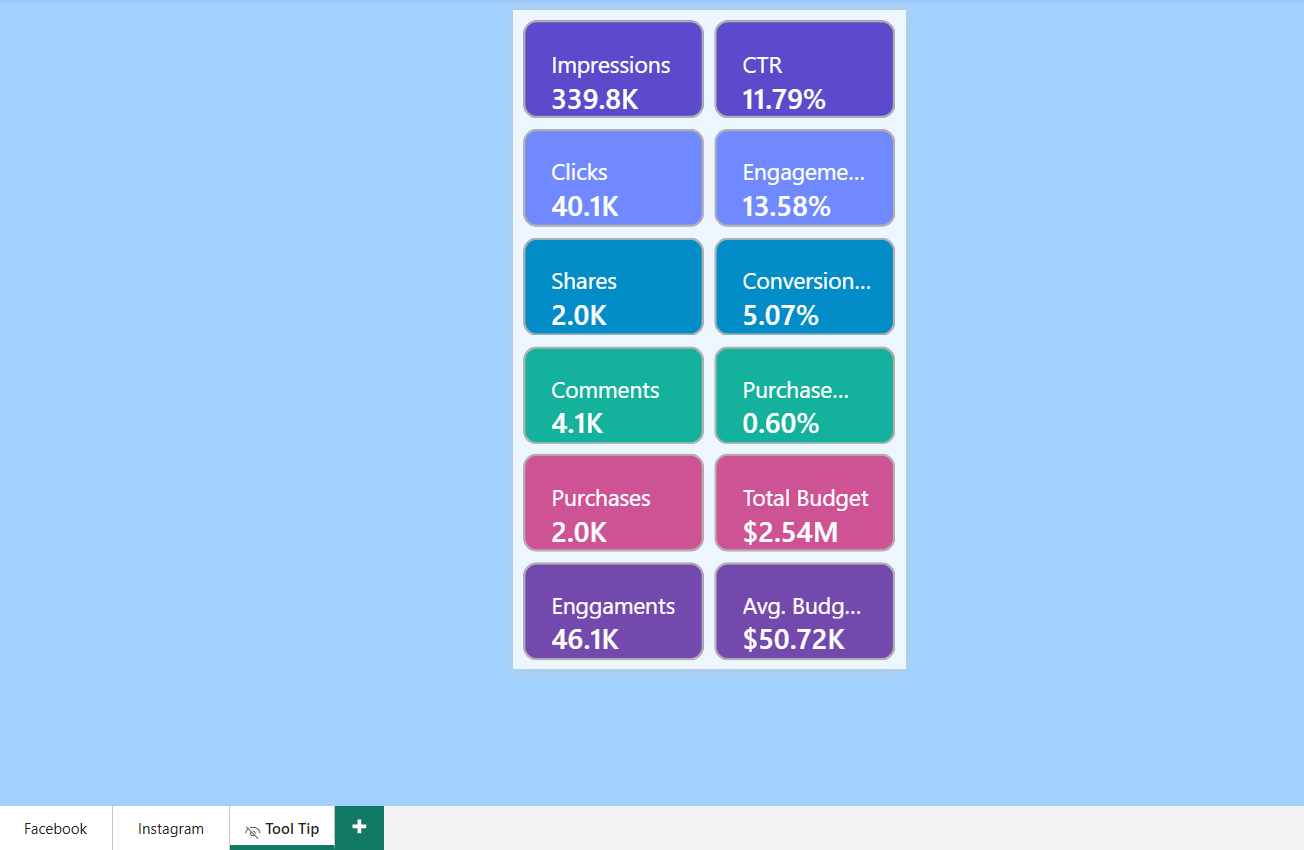 Impressions
339.8K
CTR
11.79%
Clicks
40.1K
Engageme...
13.58%
Shares
2.0K
Conversion...
5.07%
Comments
4.1K
Purchase...
0.60%
Purchases
2.0K
Total Budget
$2.54M
Enggaments
46.1K
Avg. Budg...
$50.72K
Facebook
Instagram
Tool Tip